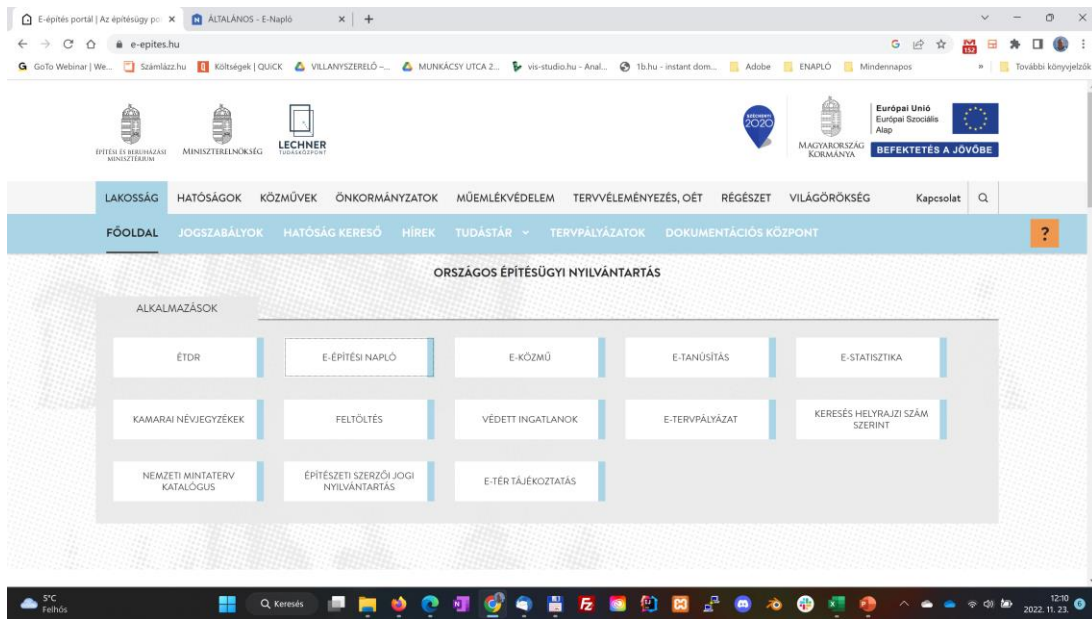 E-építés portál | Az építésügy po
ÁLTALÁNOS - E-Napló
e-epites.hu
GoTo Webinar | We...
Számlázz.hu
Költségek | QUiCK
VILLANYSZERELŐ –...
MUNKÁCSY UTCA 2...
vis-studio.hu - Anal...
1b.hu - instant dom...
Adobe
ENAPLÓ
Mindennapos
»
További könyvjelzők
152
ÉPÍTÉSI ÉS BERUHÁZÁSI
MINISZTÉRIUM
MINISZTERELNÖKSÉG
LECHNER
TUDÁSKÖZPONT
SZÉCHENYI
2020
MAGYARORSZÁG
KORMÁNYA
Európai Unió
Európai Szociális
Alap
BEFEKTETÉS A JÖVŐBE
LAKOSSÁG HATÓSÁGOK KÖZMŰVEK ÖNKORMÁNYZATOK MŰEMLÉKVÉDELEM TERVVÉLEMÉNYEZÉS, OÉT RÉGÉSZET VILÁGÖRÖKSÉG Kapcsolat
FŐOLDAL JOGSZABÁLYOK HATÓSÁG KERESŐ HÍREK TUDÁSTÁR TERVPÁLYÁZATOK DOKUMENTÁCIÓS KÖZPONT ?
ORSZÁGOS ÉPÍTÉSÜGYI NYILVÁNTARTÁS
ALKALMAZÁSOK
ÉTDR
E-ÉPÍTÉSI NAPLÓ
E-KÖZMŰ
E-TANÚSÍTÁS
E-STATISZTIKA
KAMARAI NÉVJEGYZÉKEK
FELTÖLTÉS
VÉDETT INGATLANOK
E-TERVPÁLYÁZAT
KERESÉS HELYRAJZI SZÁM
SZERINT
NEMZETI MINTATERV
KATALÓGUS
ÉPÍTÉSZETI SZERZŐI JOGI
NYILVÁNTARTÁS
E-TÉR TÁJÉKOZTATÁS
5°C
Felhős
Keresés
12:10
2022. 11. 23.